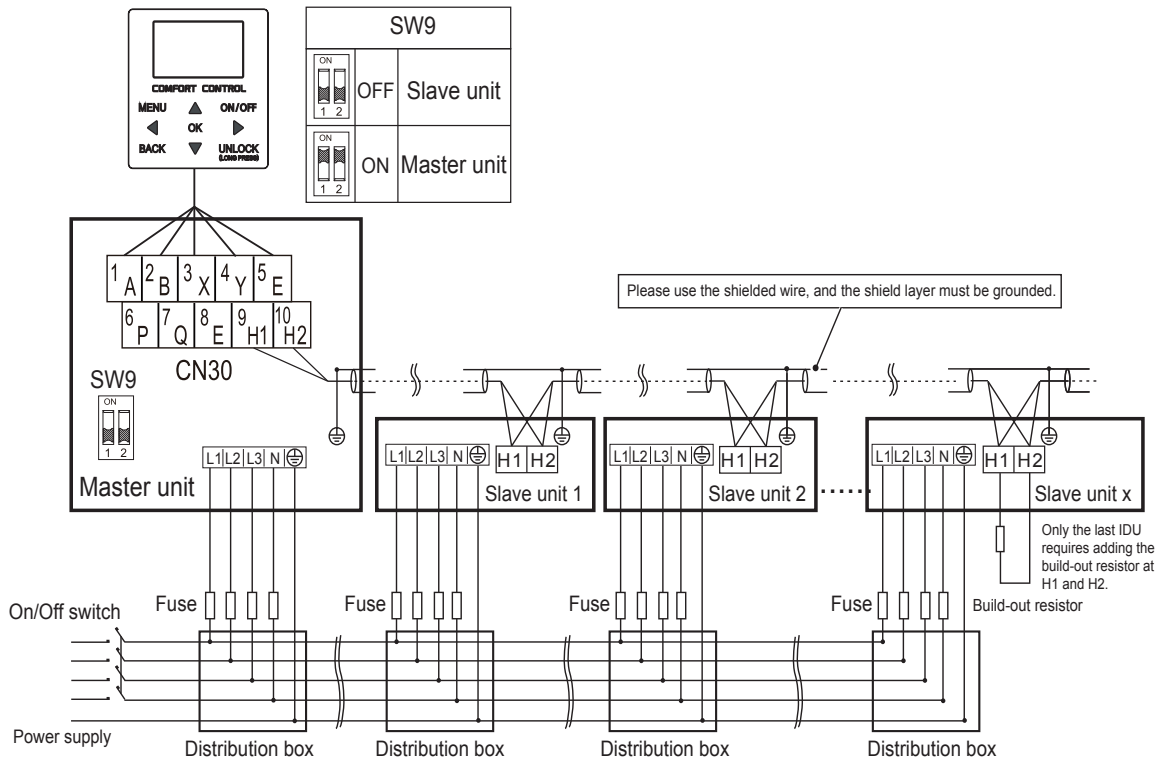 COMFORT CONTROL
MENU ON/OFF
OK
BACK UNLOCK
(LONG PRESS)
SW9
ON
1 2
OFF Slave unit
ON
1 2
ON Master unit
1 A 2 B 3 X 4 Y 5 E
6 P 7 Q 8 E 9 H1 10 H2
CN30
SW9
ON
1 2
L1 L2 L3 N
Master unit
Please use the shielded wire, and the shield layer must be grounded.
L1 L2 L3 N H1 H2
Slave unit 1
L1 L2 L3 N H1 H2
Slave unit 2
L1 L2 L3 N H1 H2
Slave unit x
Only the last IDU
requires adding the
build-out resistor at
H1 and H2.
Build-out resistor
On/Off switch
Fuse Fuse Fuse Fuse
Power supply
Distribution box Distribution box Distribution box Distribution box